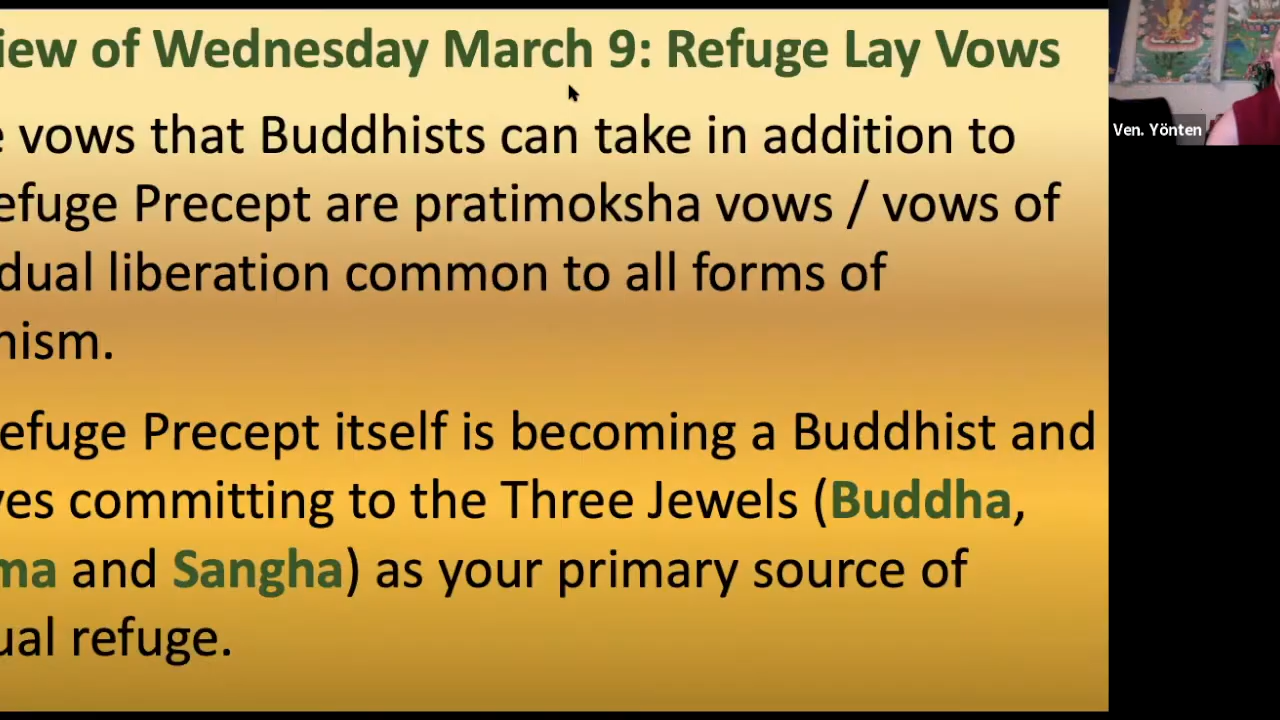 iew of Wednesday March 9: Refuge Lay Vows
e vows that Buddhists can take in addition to
efuge Precept are pratimoksha vows / vows of
dual liberation common to all forms of
nism.
efuge Precept itself is becoming a Buddhist and
ves committing to the Three Jewels (Buddha,
ma and Sangha) as your primary source of
ual refuge.
Ven. Yönten